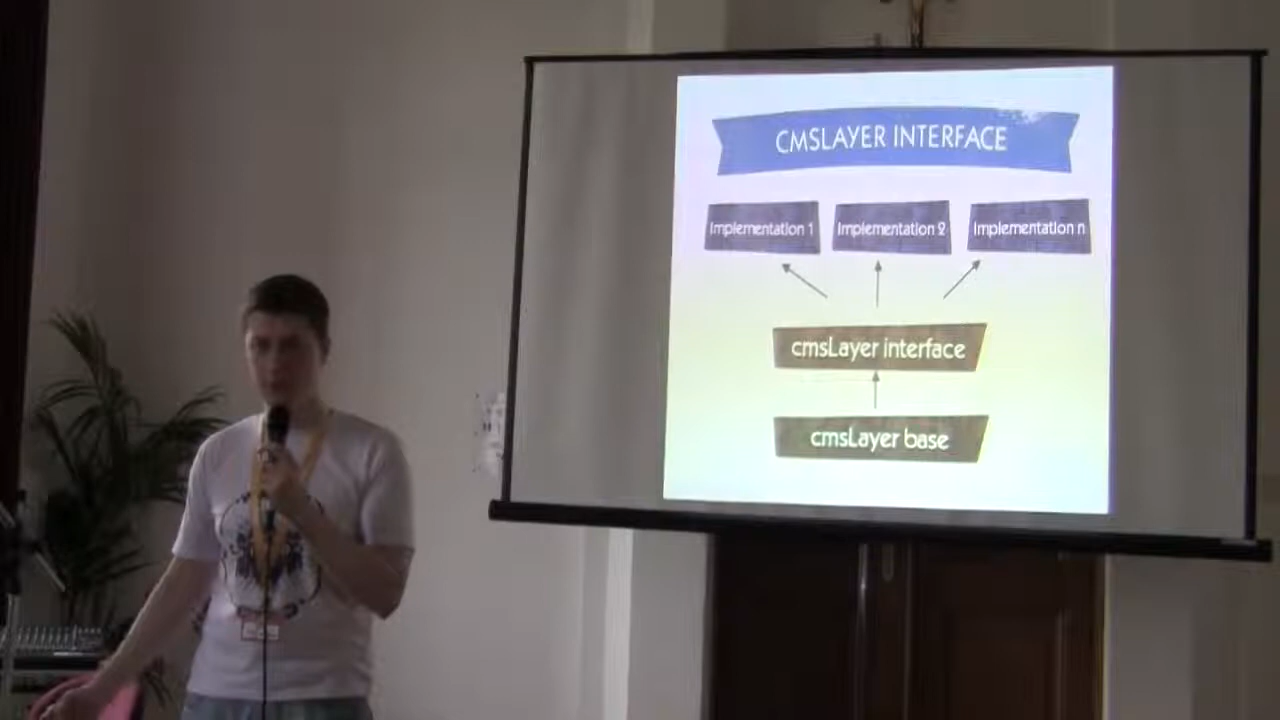 CMSLAYER INTERFACE
Implementation 1
Implementation 2
Implementation n
cmsLayer interface
cmsLayer base